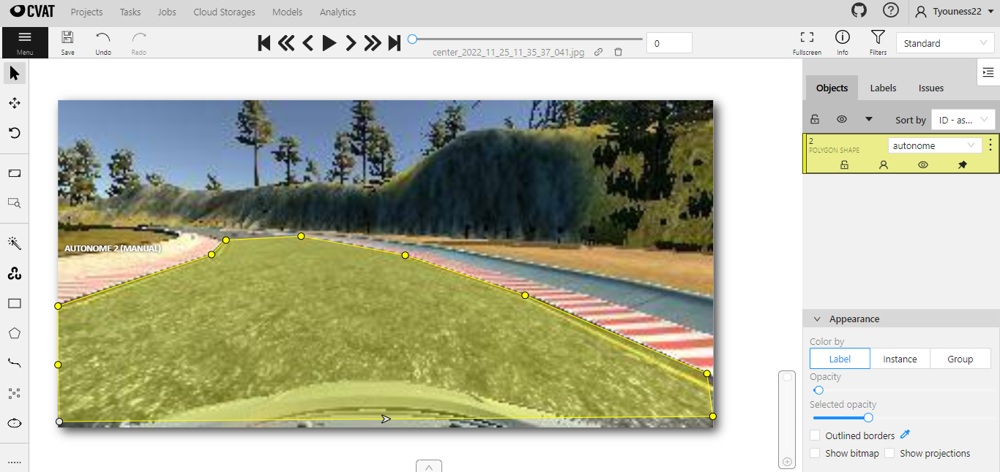 CVAT Projects Tasks Jobs Cloud Storages Models Analytics Tyouness22
Menu Save Undo Redo 0 Fullscreen Info Filters Standard
center_2022_11_25_11_35_37_041.jpg
Objects Labels Issues
Sort by ID - as...
2 autonome
POLYGON SHAPE
AUTONOME 2 (MANUAL)
Appearance
Color by
Label Instance Group
Opacity
Selected opacity
Outlined borders
Show bitmap Show projections